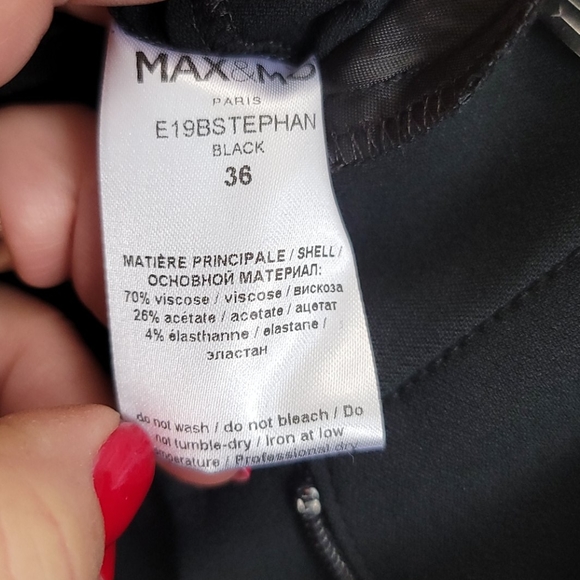 MAX&MO
PARIS
E19BSTEPHAN
BLACK
36
MATIÈRE PRINCIPALE / SHELL /
ОСНОВНОЙ МАТЕРИАЛ:
70% viscose / viscose / вискоза
26% acétate / acetate / ацетат
4% élasthanne / elastane /
эластан
do not wash / do not bleach / Do
not tumble-dry / Iron at low
temperature / Professional dry